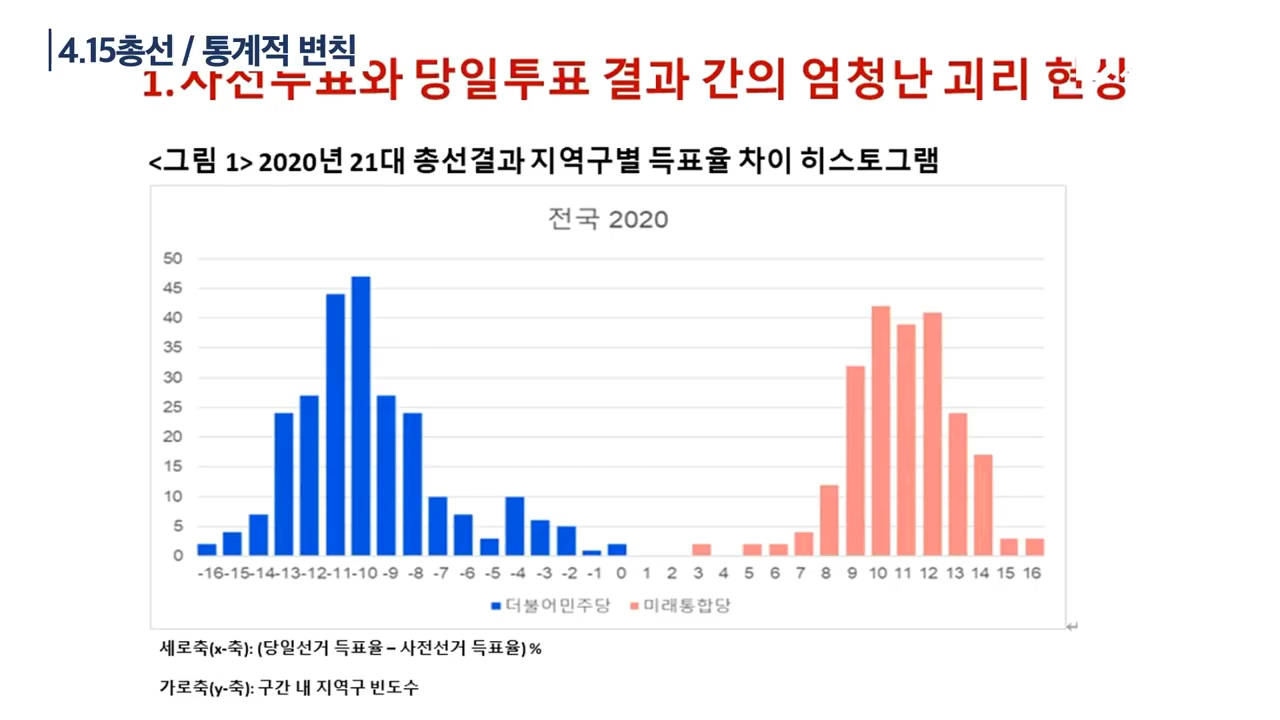 4.15총선 / 통계적 변칙
1.사전투표와 당일투표 결과 간의 엄청난 괴리 현상
<그림 1> 2020년 21대 총선결과 지역구별 득표율 차이 히스토그램
전국 2020
50
45
40
35
30
25
20
15
10
5
0
-16 -15 -14 -13 -12 -11 -10 -9 -8 -7 -6 -5 -4 -3 -2 -1 0 1 2 3 4 5 6 7 8 9 10 11 12 13 14 15 16
더불어민주당 미래통합당
세로축(x-축): (당일선거 득표율 – 사전선거 득표율) %
가로축(y-축): 구간 내 지역구 빈도수